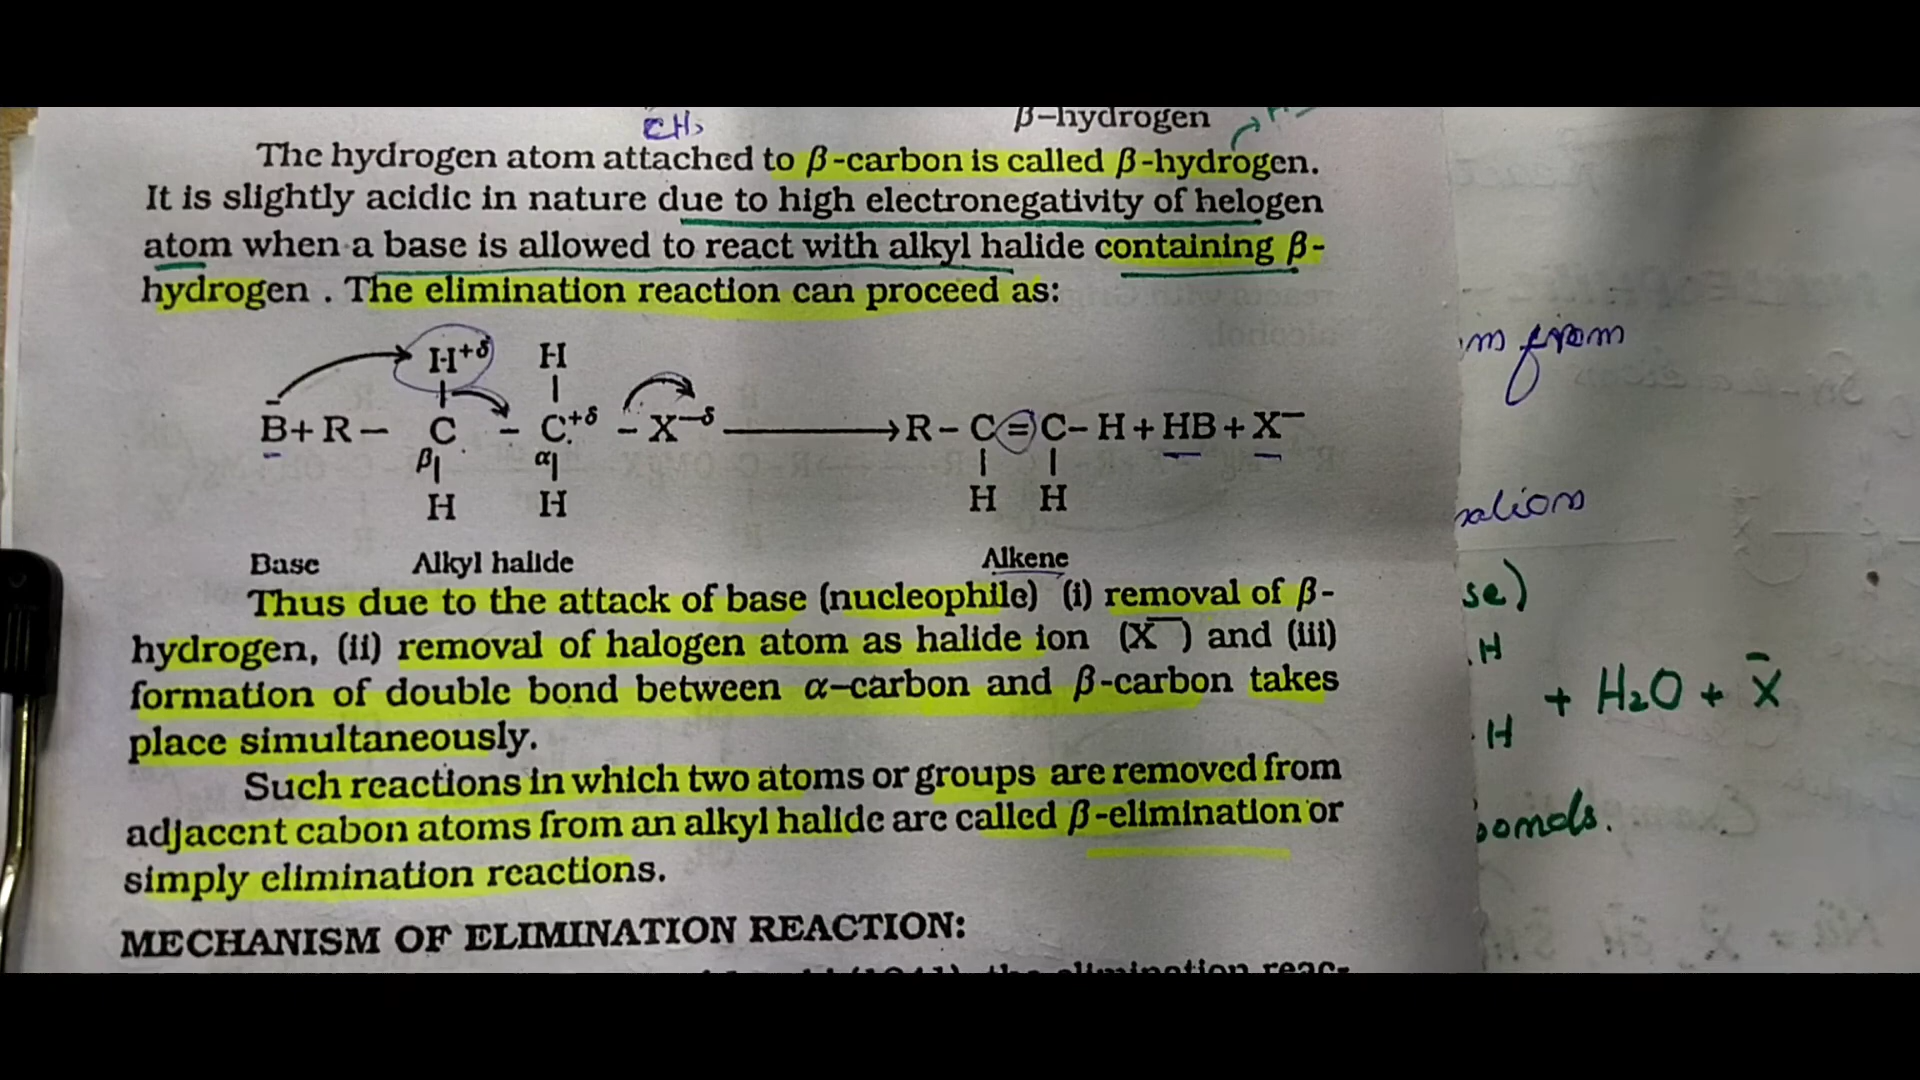 CH₃
β-hydrogen
The hydrogen atom attached to β-carbon is called β-hydrogen.
It is slightly acidic in nature due to high electronegativity of helogen
atom when a base is allowed to react with alkyl halide containing β-
hydrogen . The elimination reaction can proceed as:
H+δ H
B̄ + R – C – C+δ – X–δ ⟶ R – C = C – H + HB + X⁻
β α
H H H H
Base Alkyl halide Alkene
Thus due to the attack of base (nucleophile) (i) removal of β-
hydrogen, (ii) removal of halogen atom as halide ion (X⁻) and (iii)
formation of double bond between α-carbon and β-carbon takes
place simultaneously.
Such reactions in which two atoms or groups are removed from
adjacent cabon atoms from an alkyl halide are called β-elimination or
simply elimination reactions.
MECHANISM OF ELIMINATION REACTION:
the elimination reac-
from
se)
H
+ H₂O + X̄
H